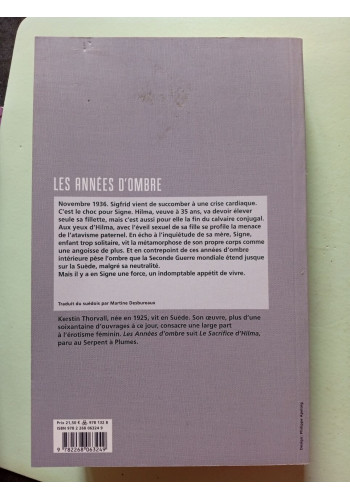 LES ANNÉES D'OMBRE
Novembre 1936. Sigfrid vient de succomber à une crise cardiaque.
C'est le choc pour Signe. Hilma, veuve à 35 ans, va devoir élever
seule sa fillette, mais c'est aussi pour elle la fin du calvaire conjugal.
Aux yeux d'Hilma, avec l'éveil sexuel de sa fille se profile la menace
de l'atavisme paternel. En écho à l'inquiétude de sa mère, Signe,
enfant trop solitaire, vit la métamorphose de son propre corps comme
une angoisse de plus. Et en contrepoint de ces années d'ombre
intérieure pèse l'ombre que la Seconde Guerre mondiale étend jusque
sur la Suède, malgré sa neutralité.
Mais il y a en Signe une force, un indomptable appétit de vivre.
Traduit du suédois par Martine Desbureaux
Kerstin Thorvall, née en 1925, vit en Suède. Son œuvre, plus d'une
soixantaine d'ouvrages à ce jour, consacre une large part
à l'érotisme féminin. Les Années d'ombre suit Le Sacrifice d'Hilma,
paru au Serpent à Plumes.
ISBN 978 2 268 06324 9
9782268063249